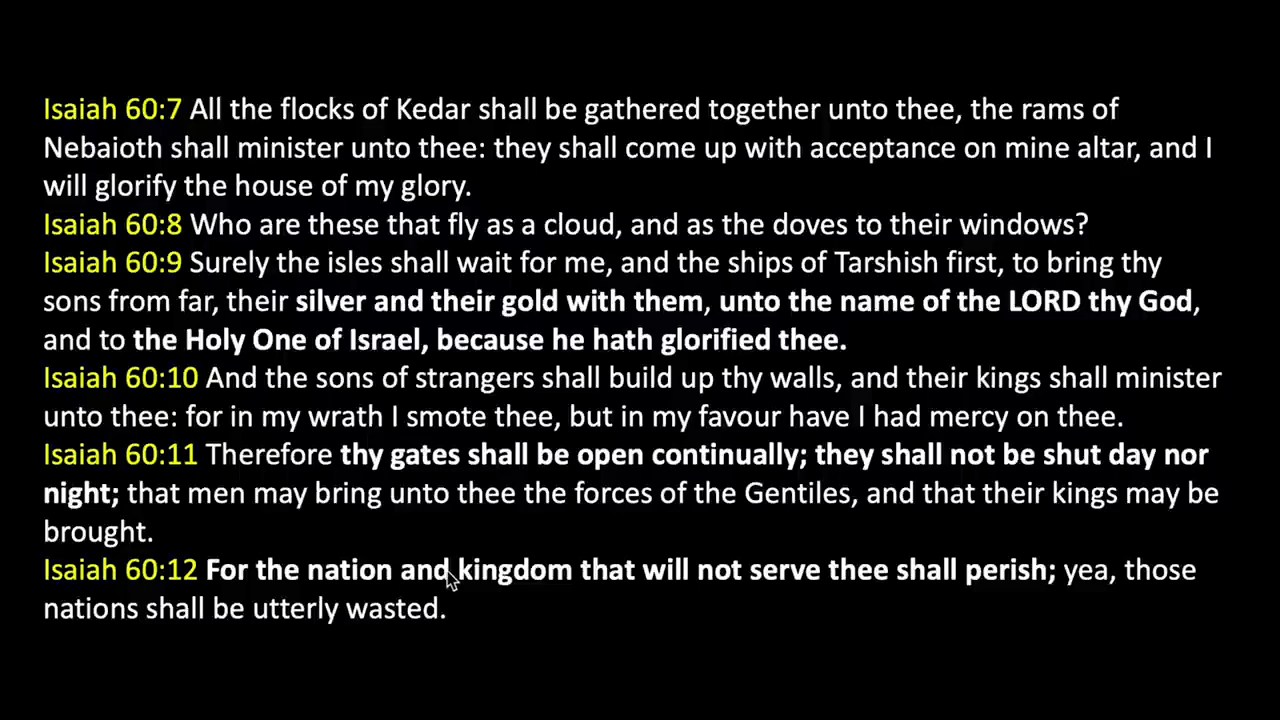 Isaiah 60:7 All the flocks of Kedar shall be gathered together unto thee, the rams of
Nebaioth shall minister unto thee: they shall come up with acceptance on mine altar, and I
will glorify the house of my glory.
Isaiah 60:8 Who are these that fly as a cloud, and as the doves to their windows?
Isaiah 60:9 Surely the isles shall wait for me, and the ships of Tarshish first, to bring thy
sons from far, their silver and their gold with them, unto the name of the LORD thy God,
and to the Holy One of Israel, because he hath glorified thee.
Isaiah 60:10 And the sons of strangers shall build up thy walls, and their kings shall minister
unto thee: for in my wrath I smote thee, but in my favour have I had mercy on thee.
Isaiah 60:11 Therefore thy gates shall be open continually; they shall not be shut day nor
night; that men may bring unto thee the forces of the Gentiles, and that their kings may be
brought.
Isaiah 60:12 For the nation and kingdom that will not serve thee shall perish; yea, those
nations shall be utterly wasted.